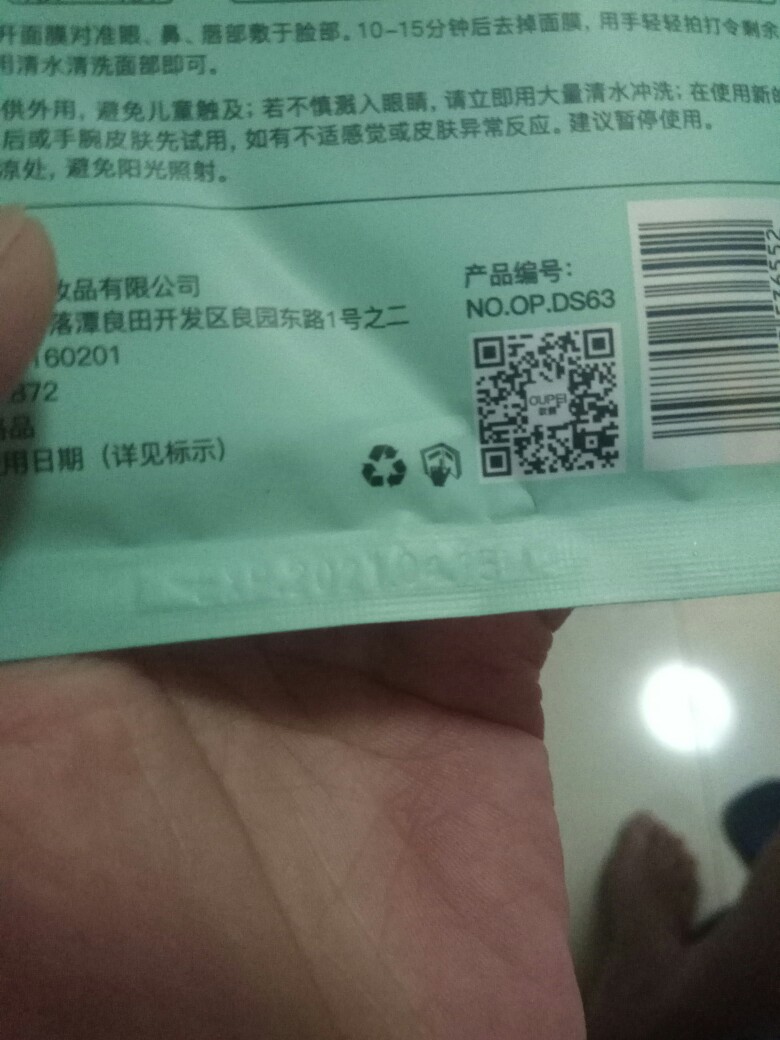 开面膜对准眼、鼻、唇部敷于脸部。10-15分钟后去掉面膜，用手轻轻拍打令剩余
用清水清洗面部即可。
供外用，避免儿童触及；若不慎溅入眼睛，请立即用大量清水冲洗；在使用新的
后或手腕皮肤先试用，如有不适感觉或皮肤异常反应。建议暂停使用。
凉处，避免阳光照射。
妆品有限公司
落潭良田开发区良园东路1号之二
160201
872
用日期（详见标示）
产品编号：
NO.OP.DS63
OUPEI